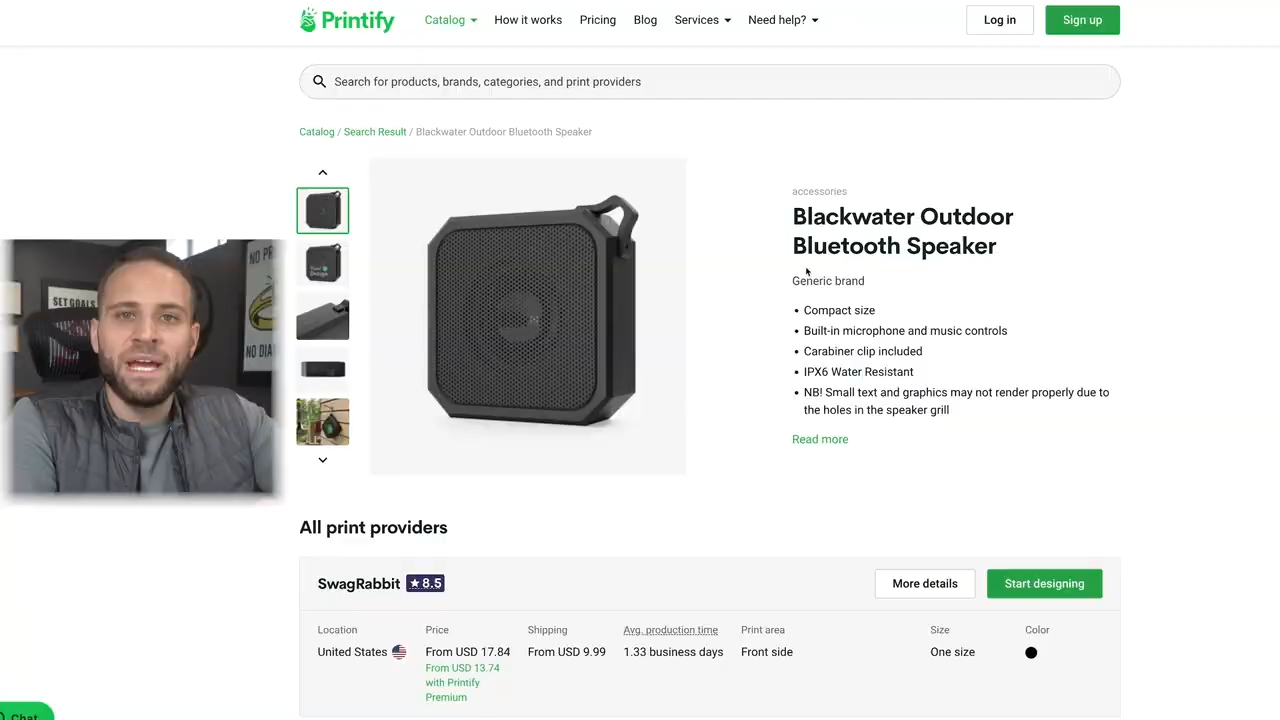 Printify
Catalog
How it works
Pricing
Blog
Services
Need help?
Log in
Sign up
Search for products, brands, categories, and print providers
Catalog / Search Result / Blackwater Outdoor Bluetooth Speaker
accessories
Blackwater Outdoor
Bluetooth Speaker
Generic brand
• Compact size
• Built-in microphone and music controls
• Carabiner clip included
• IPX6 Water Resistant
• NB! Small text and graphics may not render properly due to
the holes in the speaker grill
Read more
NO
SET GOALS
NO DIA
All print providers
SwagRabbit ★ 8.5
More details
Start designing
Location
Price
Shipping
Avg. production time
Print area
Size
Color
United States
From USD 17.84
From USD 9.99
1.33 business days
Front side
One size
From USD 13.74
with Printify
Premium
Chat